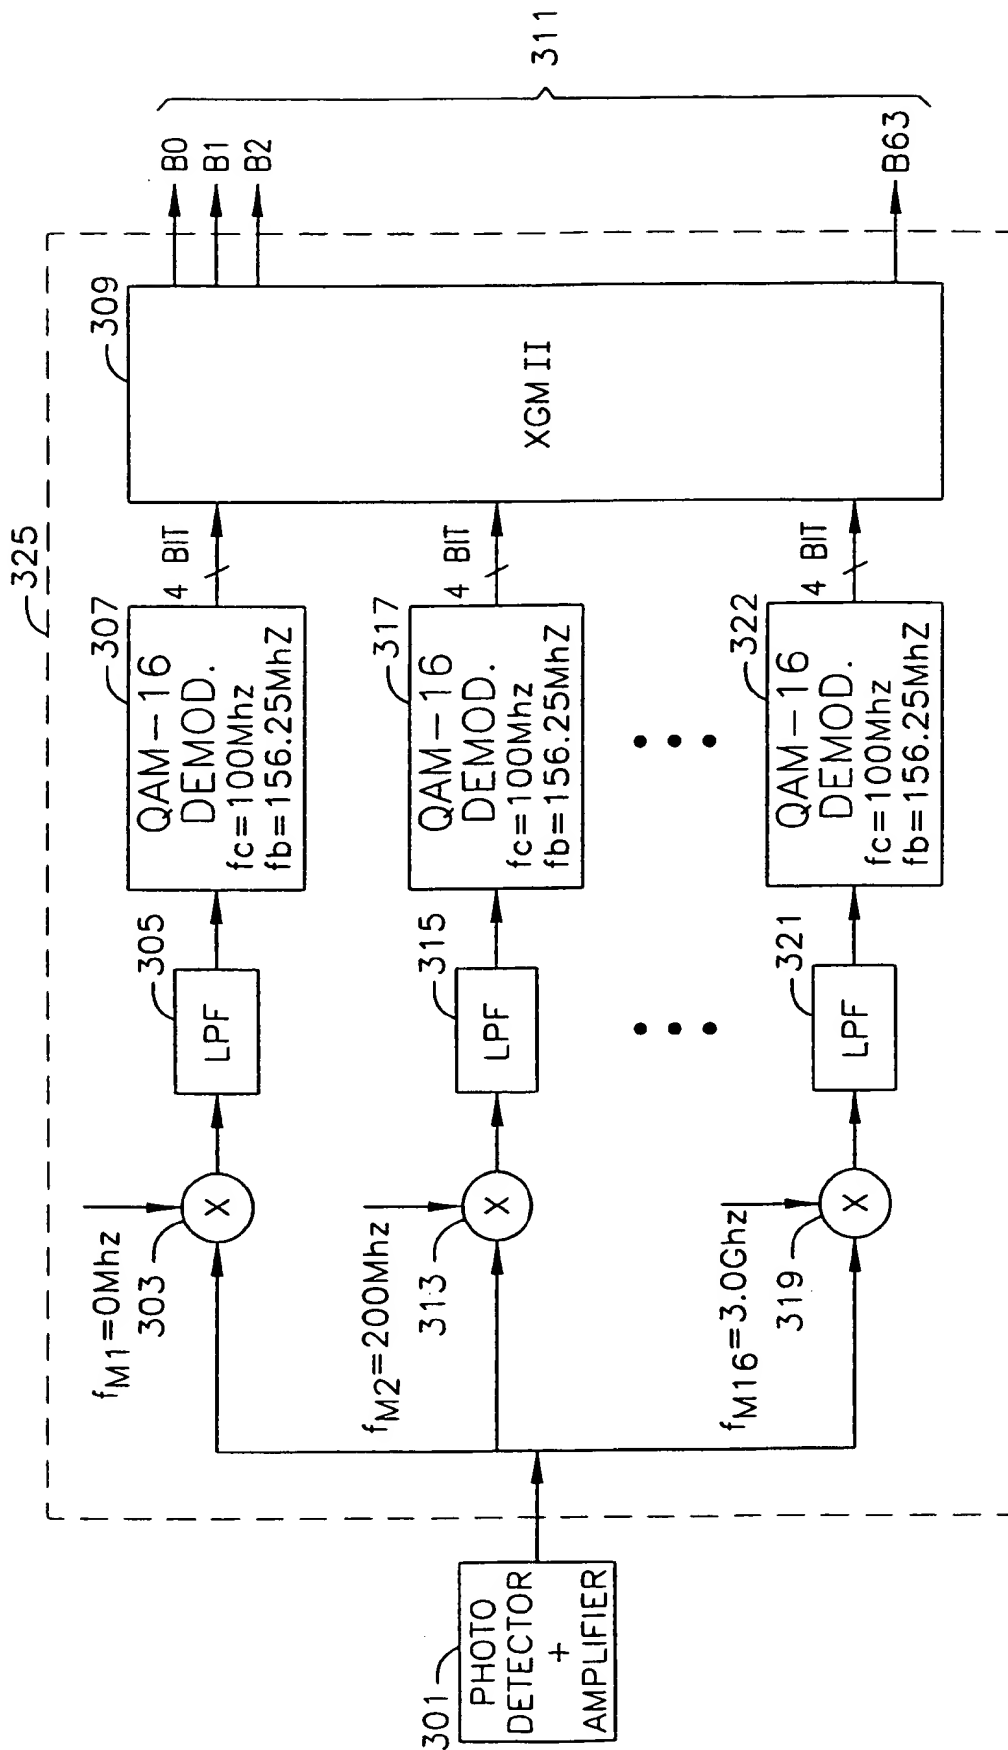 325
301
PHOTO
DETECTOR
+
AMPLIFIER
fM1=0Mhz
303
X
305
LPF
307
QAM-16
DEMOD.
fc=100Mhz
fb=156.25MhZ
4 BIT
fM2=200Mhz
313
X
315
LPF
317
QAM-16
DEMOD.
fc=100Mhz
fb=156.25MhZ
4 BIT
fM16=3.0Ghz
319
X
321
LPF
322
QAM-16
DEMOD.
fc=100Mhz
fb=156.25MhZ
4 BIT
309
XGMII
B0
B1
B2
B63
311